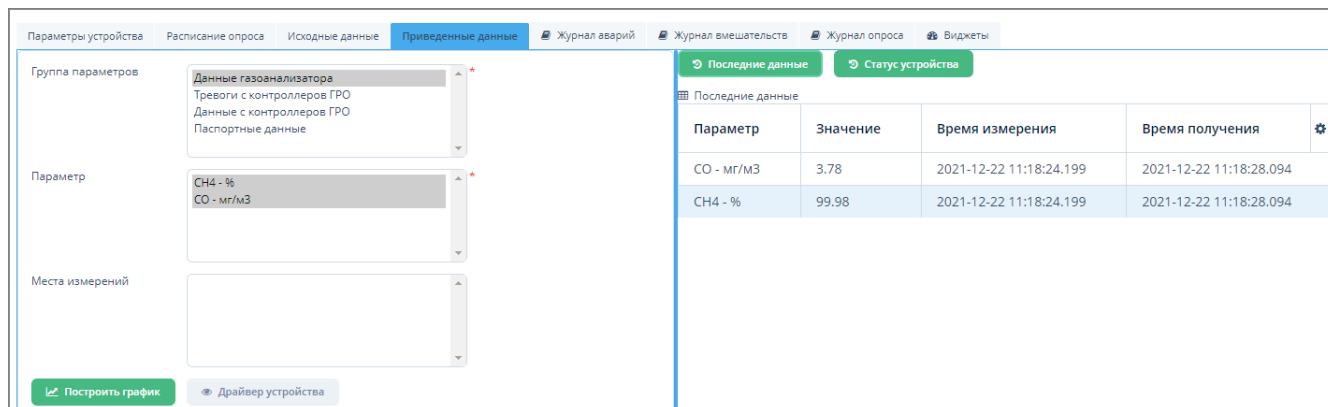 Параметры устройства Расписание опроса Исходные данные Приведенные данные Журнал аварий Журнал вмешательств Журнал опроса Виджеты
Группа параметров
Данные газоанализатора *
Тревоги с контроллеров ГРО
Данные с контроллеров ГРО
Паспортные данные
Параметр
CH4 - % *
CO - мг/м3
Места измерений
Построить график Драйвер устройства
Последние данные Статус устройства
Последние данные
Параметр Значение Время измерения Время получения
CO - мг/м3 3.78 2021-12-22 11:18:24.199 2021-12-22 11:18:28.094
CH4 - % 99.98 2021-12-22 11:18:24.199 2021-12-22 11:18:28.094